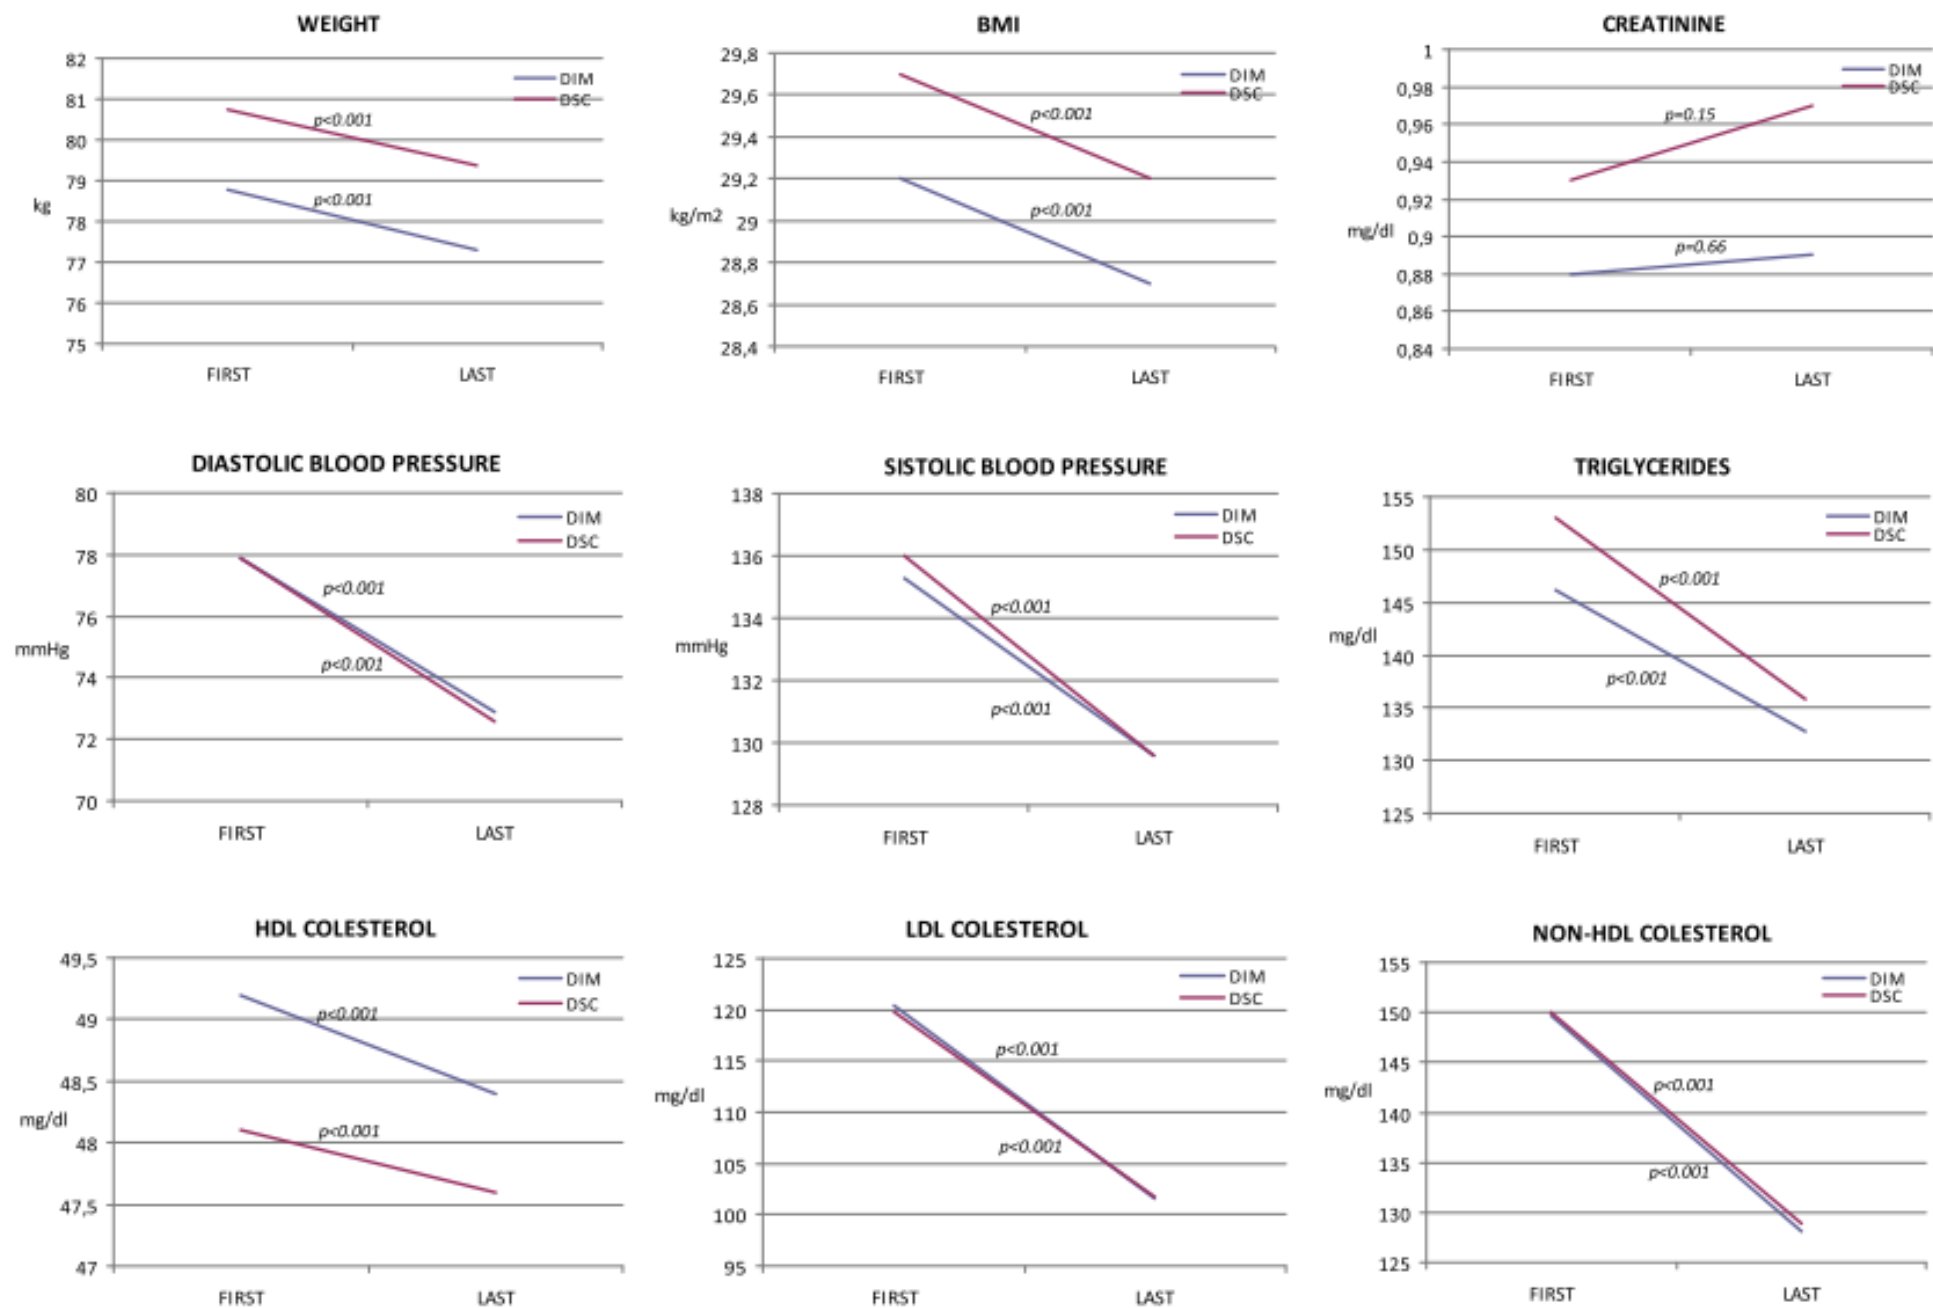 WEIGHT
82
81
80
79
78
77
76
75
kg
DIM
DSC
p<0.001
p<0.001
FIRST LAST
BMI
29,8
29,6
29,4
29,2
29
28,8
28,6
28,4
kg/m2
DIM
DSC
p<0.001
p<0.001
FIRST LAST
CREATININE
1
0,98
0,96
0,94
0,92
0,9
0,88
0,86
0,84
mg/dl
DIM
DSC
p=0.15
p=0.66
FIRST LAST
DIASTOLIC BLOOD PRESSURE
80
78
76
74
72
70
mmHg
DIM
DSC
p<0.001
p<0.001
FIRST LAST
SISTOLIC BLOOD PRESSURE
138
136
134
132
130
128
mmHg
DIM
DSC
p<0.001
p<0.001
FIRST LAST
TRIGLYCERIDES
155
150
145
140
135
130
125
mg/dl
DIM
DSC
p<0.001
p<0.001
FIRST LAST
HDL COLESTEROL
49,5
49
48,5
48
47,5
47
mg/dl
DIM
DSC
p<0.001
p<0.001
FIRST LAST
LDL COLESTEROL
125
120
115
110
105
100
95
mg/dl
DIM
DSC
p<0.001
p<0.001
FIRST LAST
NON-HDL COLESTEROL
155
150
145
140
135
130
125
mg/dl
DIM
DSC
p<0.001
p<0.001
FIRST LAST